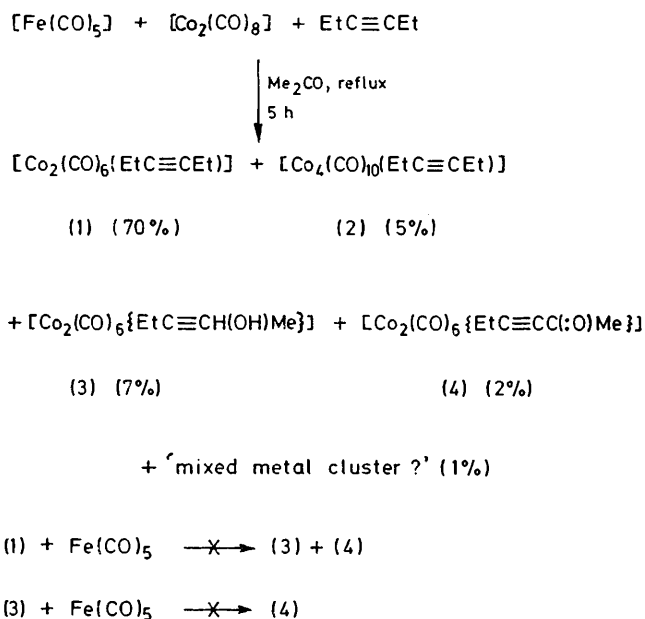 [Fe(CO)5] + [Co2(CO)8] + EtC≡CEt
Me2CO, reflux
5 h
[Co2(CO)6(EtC≡CEt)] + [Co4(CO)10(EtC≡CEt)]
(1) (70%) (2) (5%)
+ [Co2(CO)6{EtC≡CH(OH)Me}] + [Co2(CO)6{EtC≡CC(:O)Me}]
(3) (7%) (4) (2%)
+ ‘mixed metal cluster ?’ (1%)
(1) + Fe(CO)5 —X→ (3) + (4)
(3) + Fe(CO)5 —X→ (4)